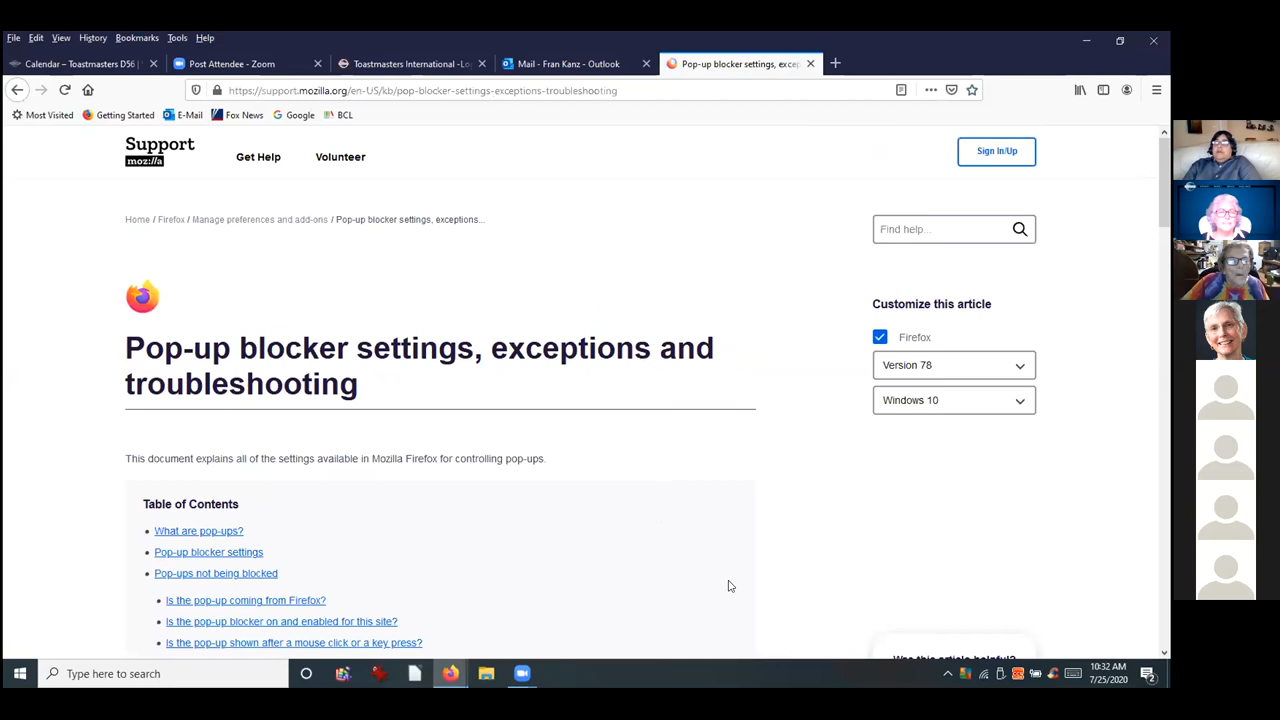 File Edit View History Bookmarks Tools Help
Calendar – Toastmasters D56 |
Post Attendee - Zoom
Toastmasters International -Lo
Mail - Fran Kanz - Outlook
Pop-up blocker settings, excep
https://support.mozilla.org/en-US/kb/pop-blocker-settings-exceptions-troubleshooting
Most Visited Getting Started E-Mail Fox News Google BCL
Support
moz://a
Get Help Volunteer
Sign In/Up
Home / Firefox / Manage preferences and add-ons / Pop-up blocker settings, exceptions...
Find help...
Pop-up blocker settings, exceptions and
troubleshooting
Customize this article
Firefox
Version 78
Windows 10
This document explains all of the settings available in Mozilla Firefox for controlling pop-ups.
Table of Contents
What are pop-ups?
Pop-up blocker settings
Pop-ups not being blocked
Is the pop-up coming from Firefox?
Is the pop-up blocker on and enabled for this site?
Is the pop-up shown after a mouse click or a key press?
Was this article helpful?
Type here to search
10:32 AM
7/25/2020
2